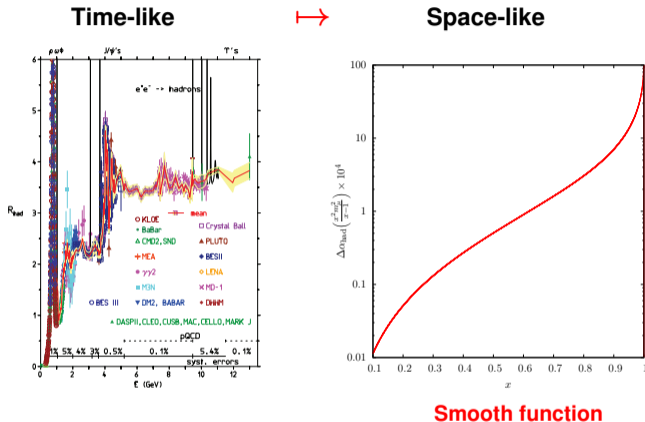 Time-like ↦ Space-like
ρ ω Φ J/ψ's Υ's
e⁺e⁻ --> hadrons
R_had
6
5
4
3
2
1
0
mean
KLOE
BaBar
CMD2,SND
MEA
γγ2
M3N
BES III
DM2, BABAR
Crystal Ball
PLUTO
BESII
LENA
MD-1
DHHM
DASPII,CLEO,CUSB,MAC,CELLO,MARK J
pQCD
5% 4% 3% 0.5% 0.1% 5.4% 0.1%
syst. errors
0 2 4 6 8 10 12
E (GeV)
Δα_had(x²m²_μ/(x−1)) × 10⁴
100
10
1
0.1
0.01
0.1 0.2 0.3 0.4 0.5 0.6 0.7 0.8 0.9 1
x
Smooth function